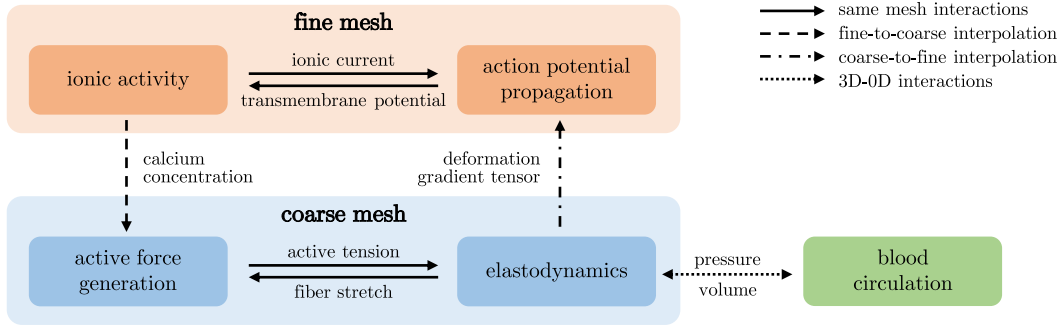 fine mesh
ionic activity
ionic current
transmembrane potential
action potential
propagation
same mesh interactions
fine-to-coarse interpolation
coarse-to-fine interpolation
3D-0D interactions
calcium
concentration
deformation
gradient tensor
coarse mesh
active force
generation
active tension
fiber stretch
elastodynamics
pressure
volume
blood
circulation